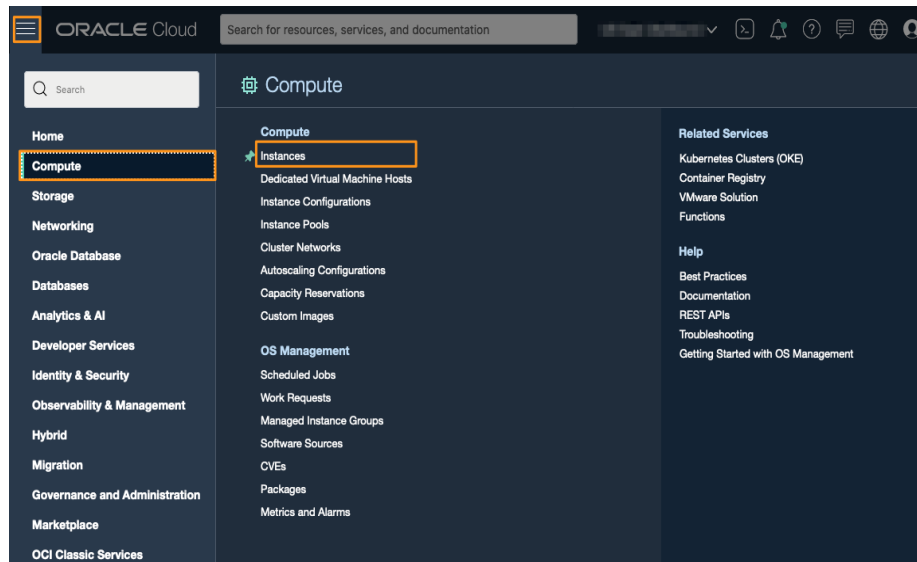 ORACLE Cloud
Search for resources, services, and documentation
Search
Home
Compute
Storage
Networking
Oracle Database
Databases
Analytics & AI
Developer Services
Identity & Security
Observability & Management
Hybrid
Migration
Governance and Administration
Marketplace
OCI Classic Services
Compute
Compute
Instances
Dedicated Virtual Machine Hosts
Instance Configurations
Instance Pools
Cluster Networks
Autoscaling Configurations
Capacity Reservations
Custom Images
OS Management
Scheduled Jobs
Work Requests
Managed Instance Groups
Software Sources
CVEs
Packages
Metrics and Alarms
Related Services
Kubernetes Clusters (OKE)
Container Registry
VMware Solution
Functions
Help
Best Practices
Documentation
REST APIs
Troubleshooting
Getting Started with OS Management